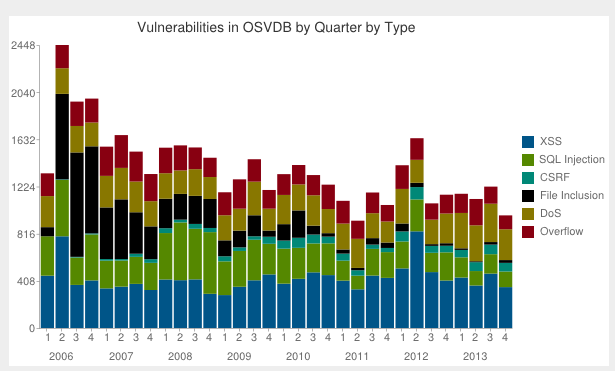 Vulnerabilities in OSVDB by Quarter by Type
2448
2040
1632
1224
816
408
0
XSS
SQL Injection
CSRF
File Inclusion
DoS
Overflow
1 2 3 4 1 2 3 4 1 2 3 4 1 2 3 4 1 2 3 4 1 2 3 4 1 2 3 4 1 2 3 4
2006 2007 2008 2009 2010 2011 2012 2013